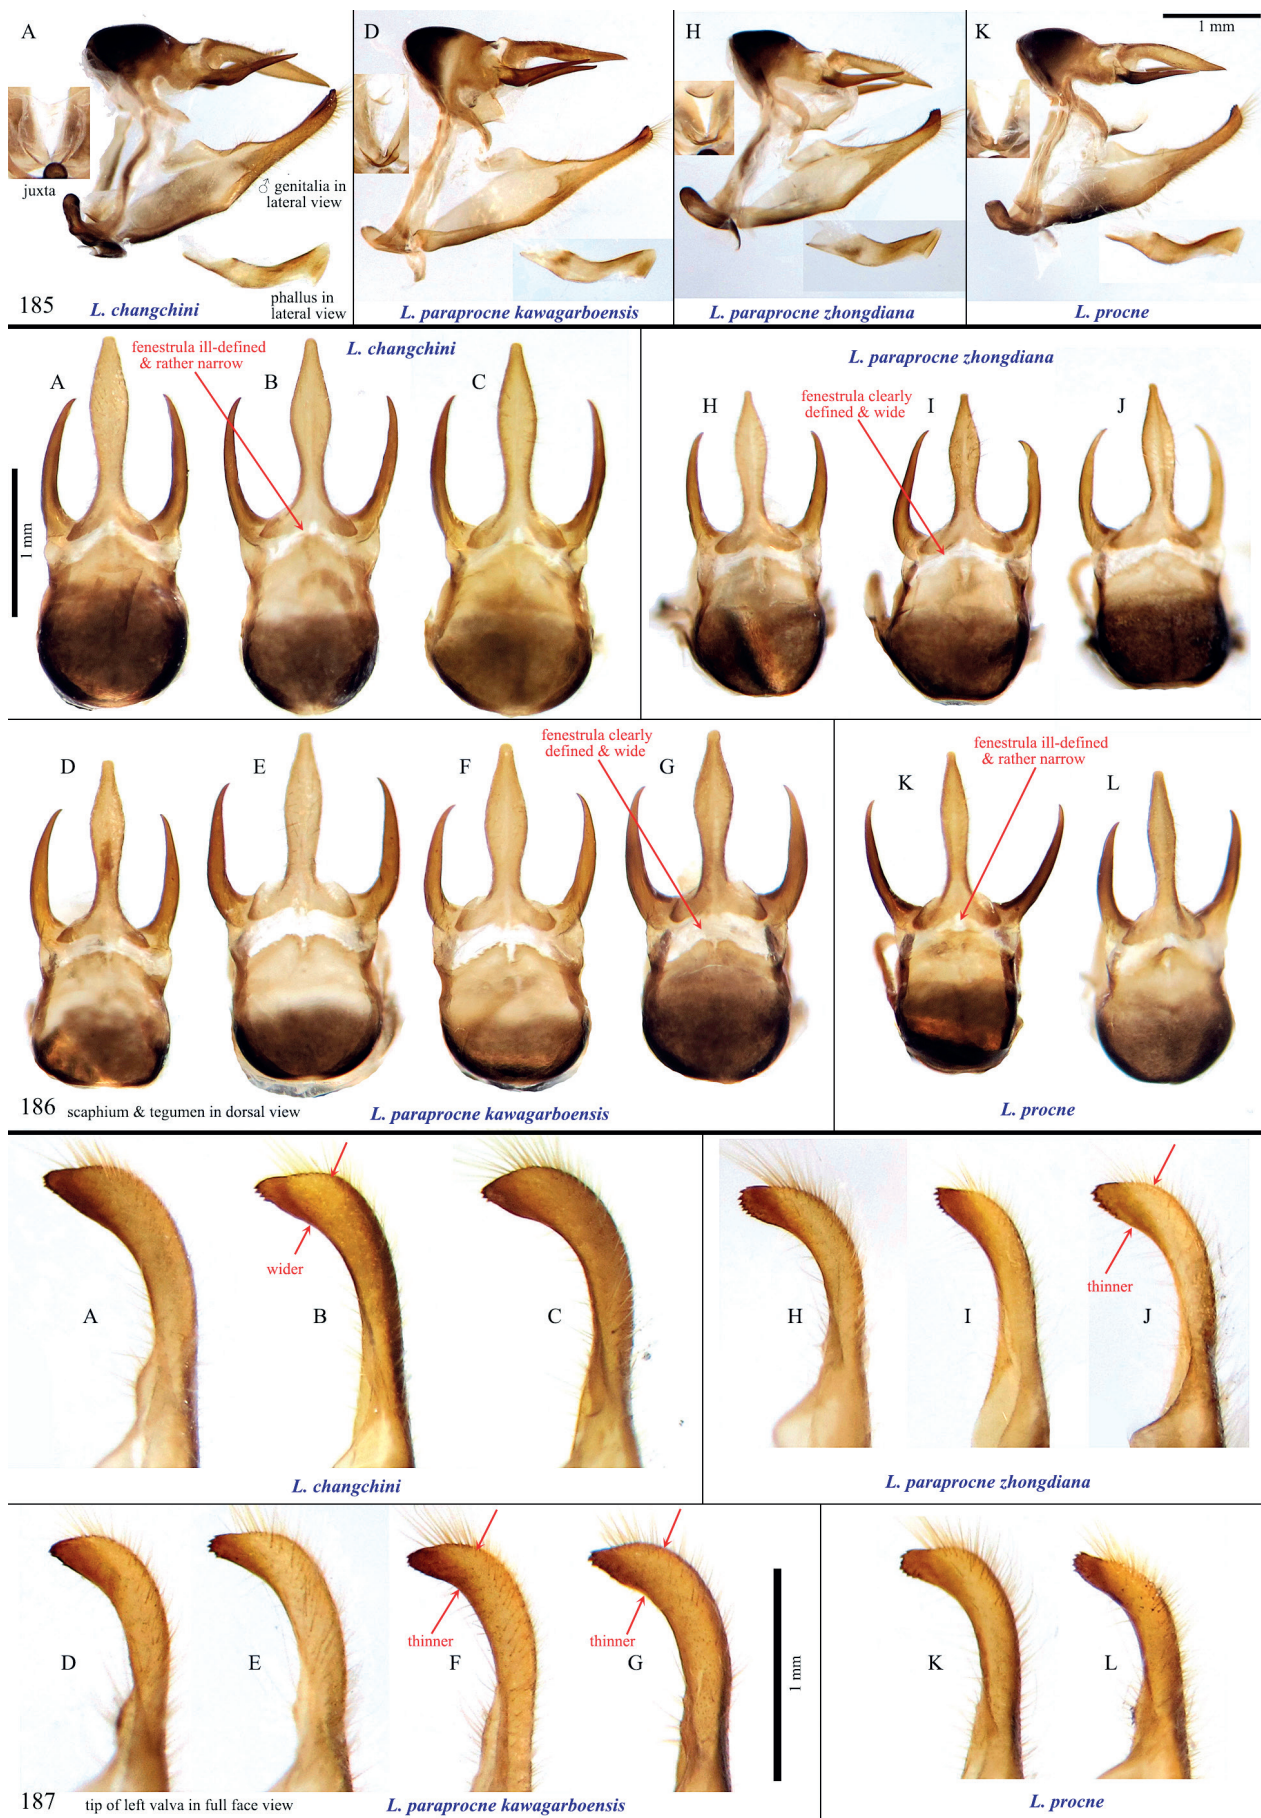 A
D
H
K
1 mm
juxta
♂ genitalia in
lateral view
phallus in
lateral view
185
L. changchini
L. paraprocne kawagarboensis
L. paraprocne zhongdiana
L. procne
fenestrula ill-defined
& rather narrow
L. changchini
A
B
C
1 mm
L. paraprocne zhongdiana
fenestrula clearly
defined & wide
H
I
J
fenestrula clearly
defined & wide
D
E
F
G
186
scaphium & tegumen in dorsal view
L. paraprocne kawagarboensis
fenestrula ill-defined
& rather narrow
K
L
L. procne
wider
A
B
C
L. changchini
thinner
H
I
J
L. paraprocne zhongdiana
thinner
thinner
D
E
F
G
1 mm
187
tip of left valva in full face view
L. paraprocne kawagarboensis
K
L
L. procne